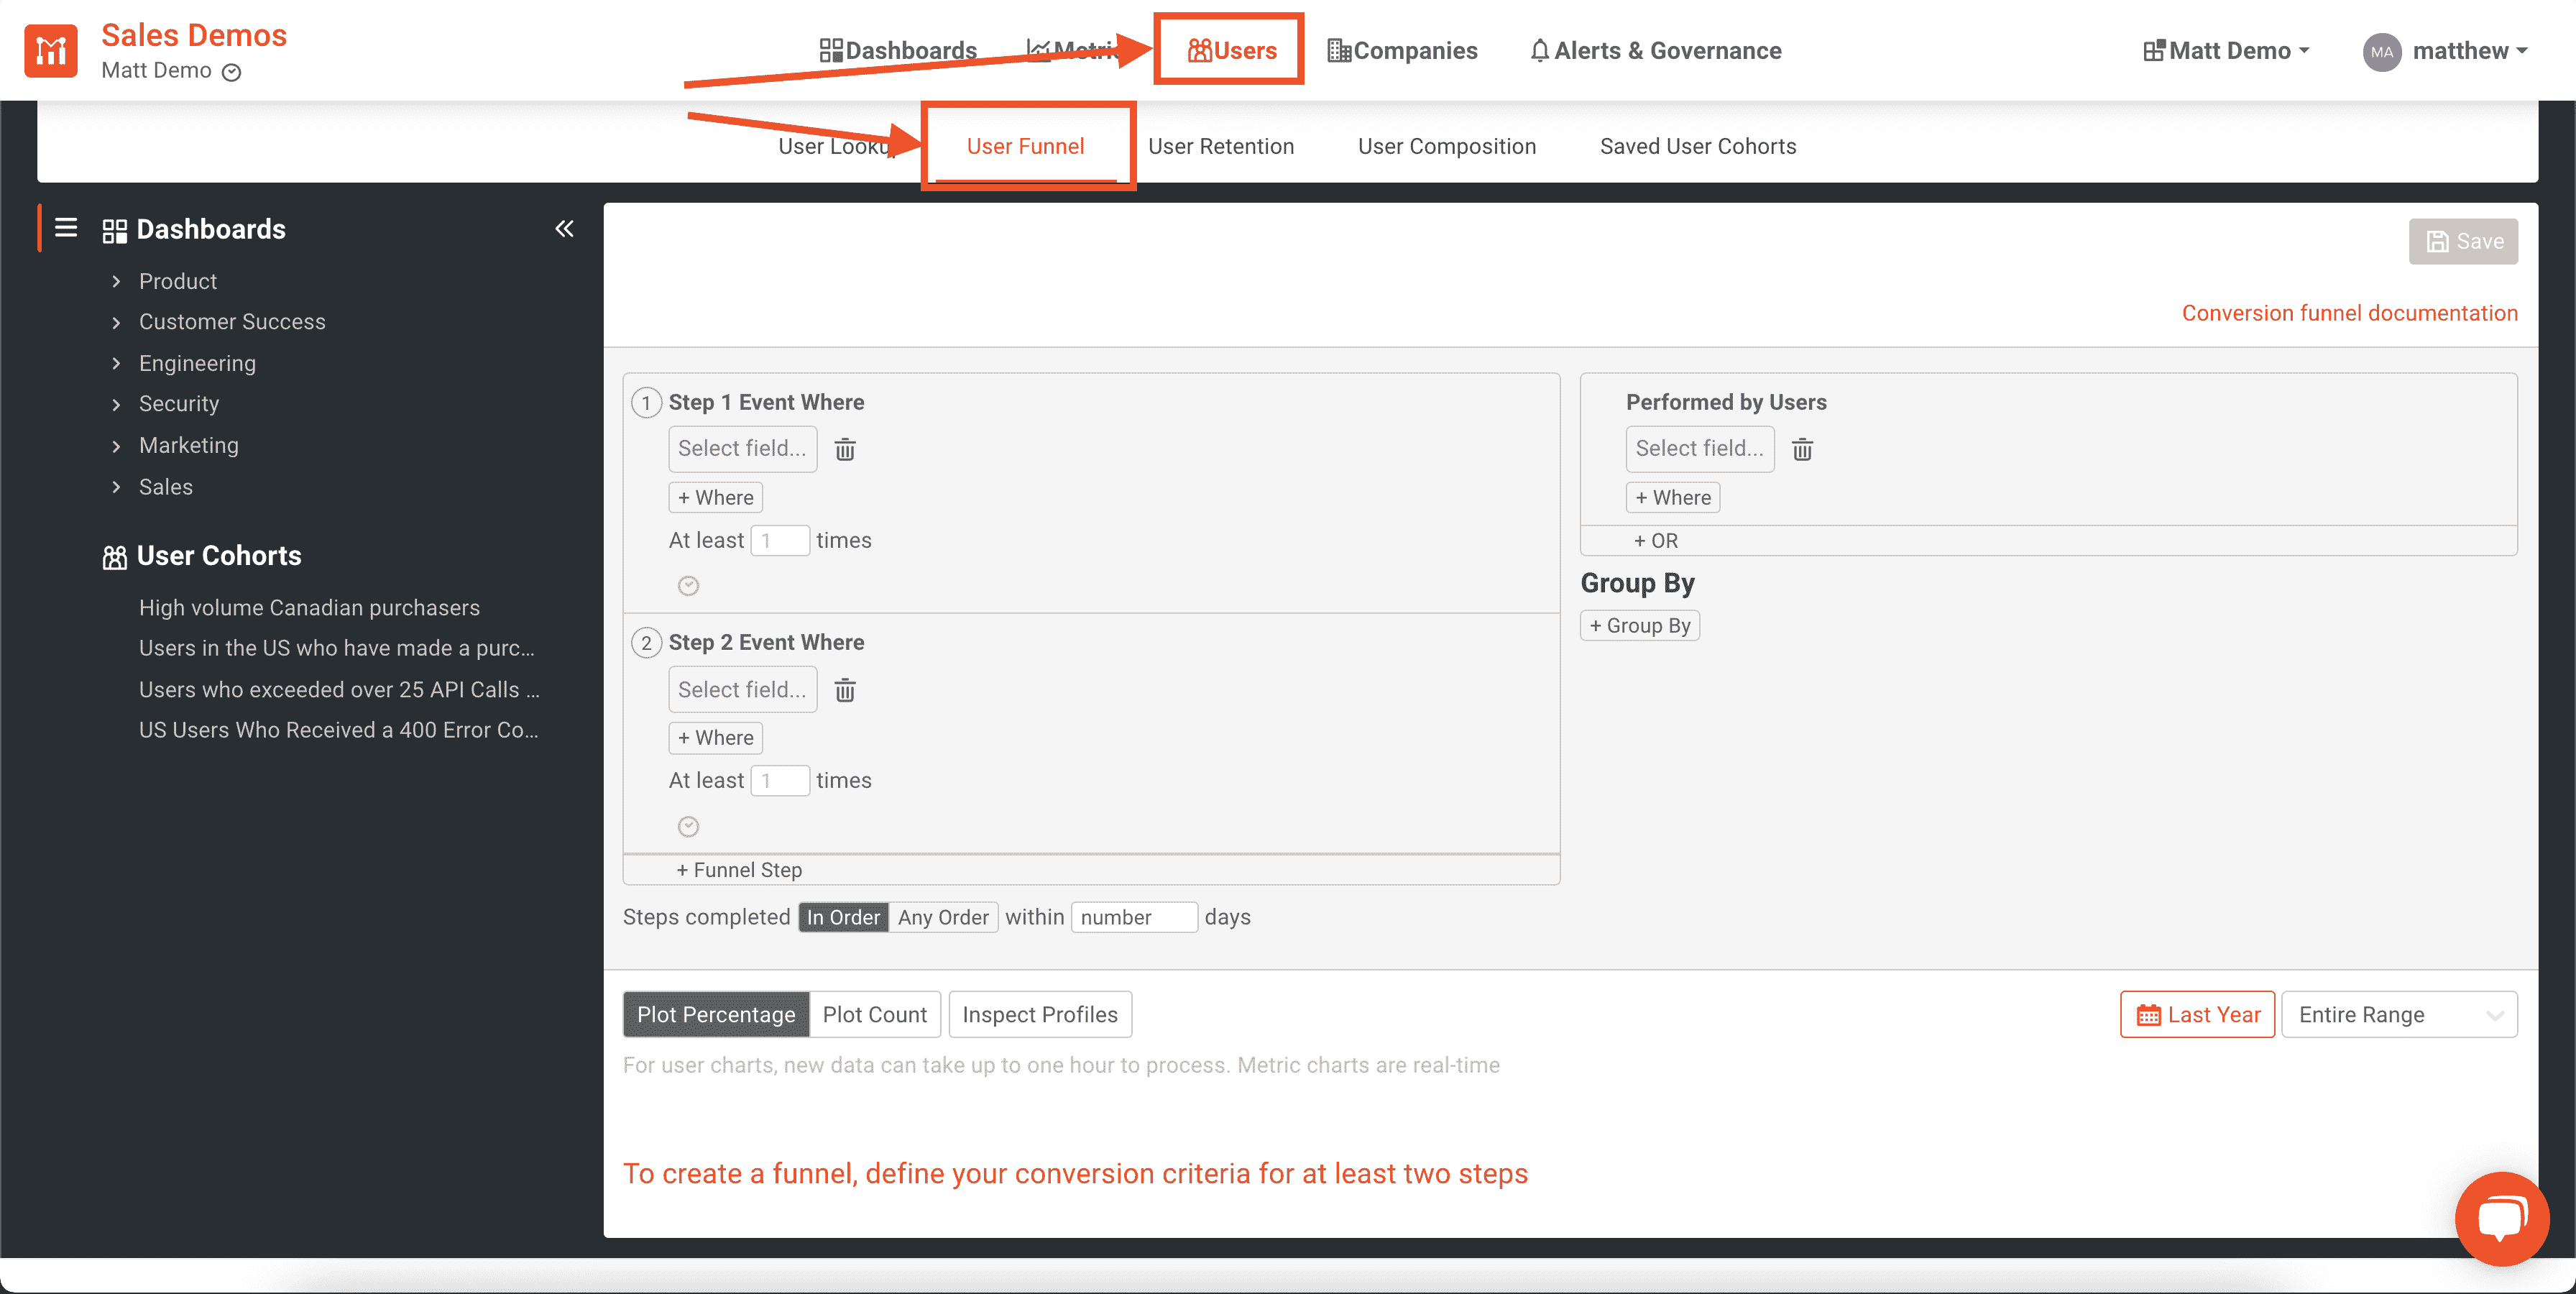 Sales Demos
Matt Demo
Dashboards
Users
Companies
Alerts & Governance
Matt Demo
MA
matthew
User
User Funnel
User Retention
User Composition
Saved User Cohorts
Dashboards
Product
Customer Success
Engineering
Security
Marketing
Sales
User Cohorts
High volume Canadian purchasers
Users in the US who have made a purc...
Users who exceeded over 25 API Calls ...
US Users Who Received a 400 Error Co...
Save
Conversion funnel documentation
1 Step 1 Event Where
Select field...
+ Where
At least 1 times
2 Step 2 Event Where
Select field...
+ Where
At least 1 times
+ Funnel Step
Steps completed In Order Any Order within number days
Performed by Users
Select field...
+ Where
+ OR
Group By
+ Group By
Plot Percentage Plot Count Inspect Profiles
Last Year Entire Range
For user charts, new data can take up to one hour to process. Metric charts are real-time
To create a funnel, define your conversion criteria for at least two steps